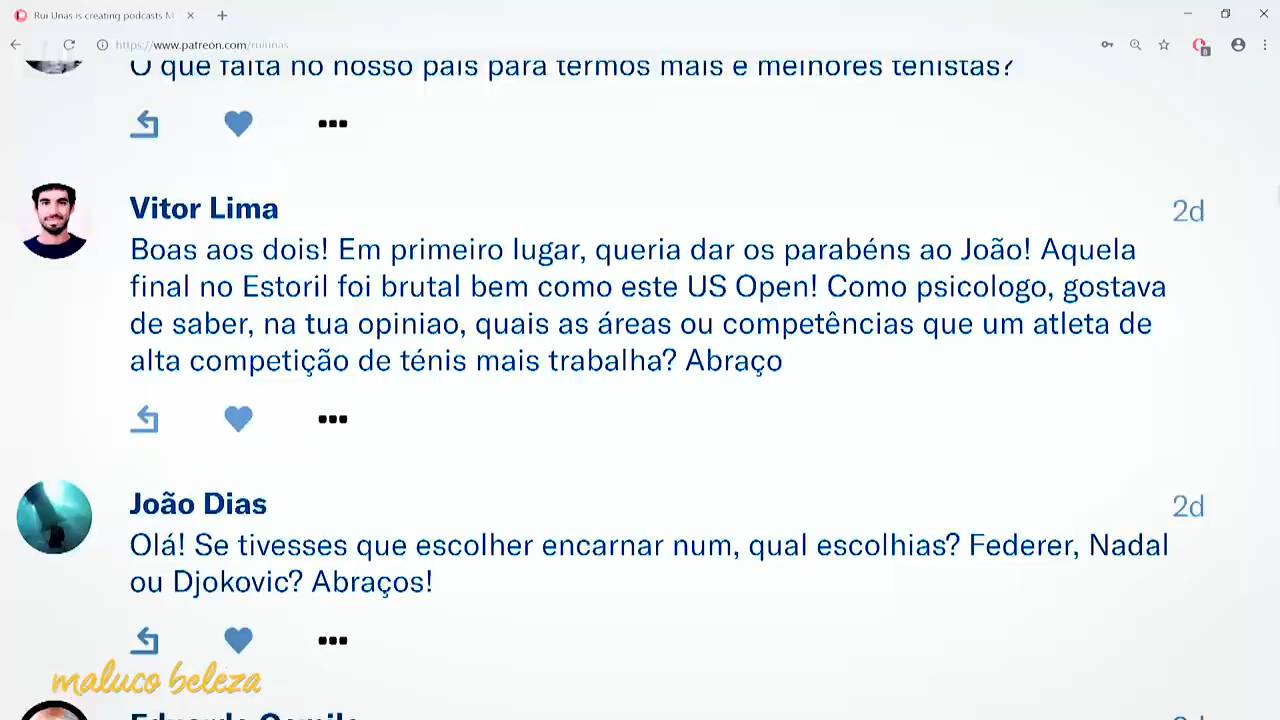 Rui Unas is creating podcasts M
https://www.patreon.com/ruiunas
O que falta no nosso país para termos mais e melhores tenistas?
Vitor Lima
2d
Boas aos dois! Em primeiro lugar, queria dar os parabéns ao João! Aquela
final no Estoril foi brutal bem como este US Open! Como psicologo, gostava
de saber, na tua opiniao, quais as áreas ou competências que um atleta de
alta competição de ténis mais trabalha? Abraço
João Dias
2d
Olá! Se tivesses que escolher encarnar num, qual escolhias? Federer, Nadal
ou Djokovic? Abraços!
maluco beleza